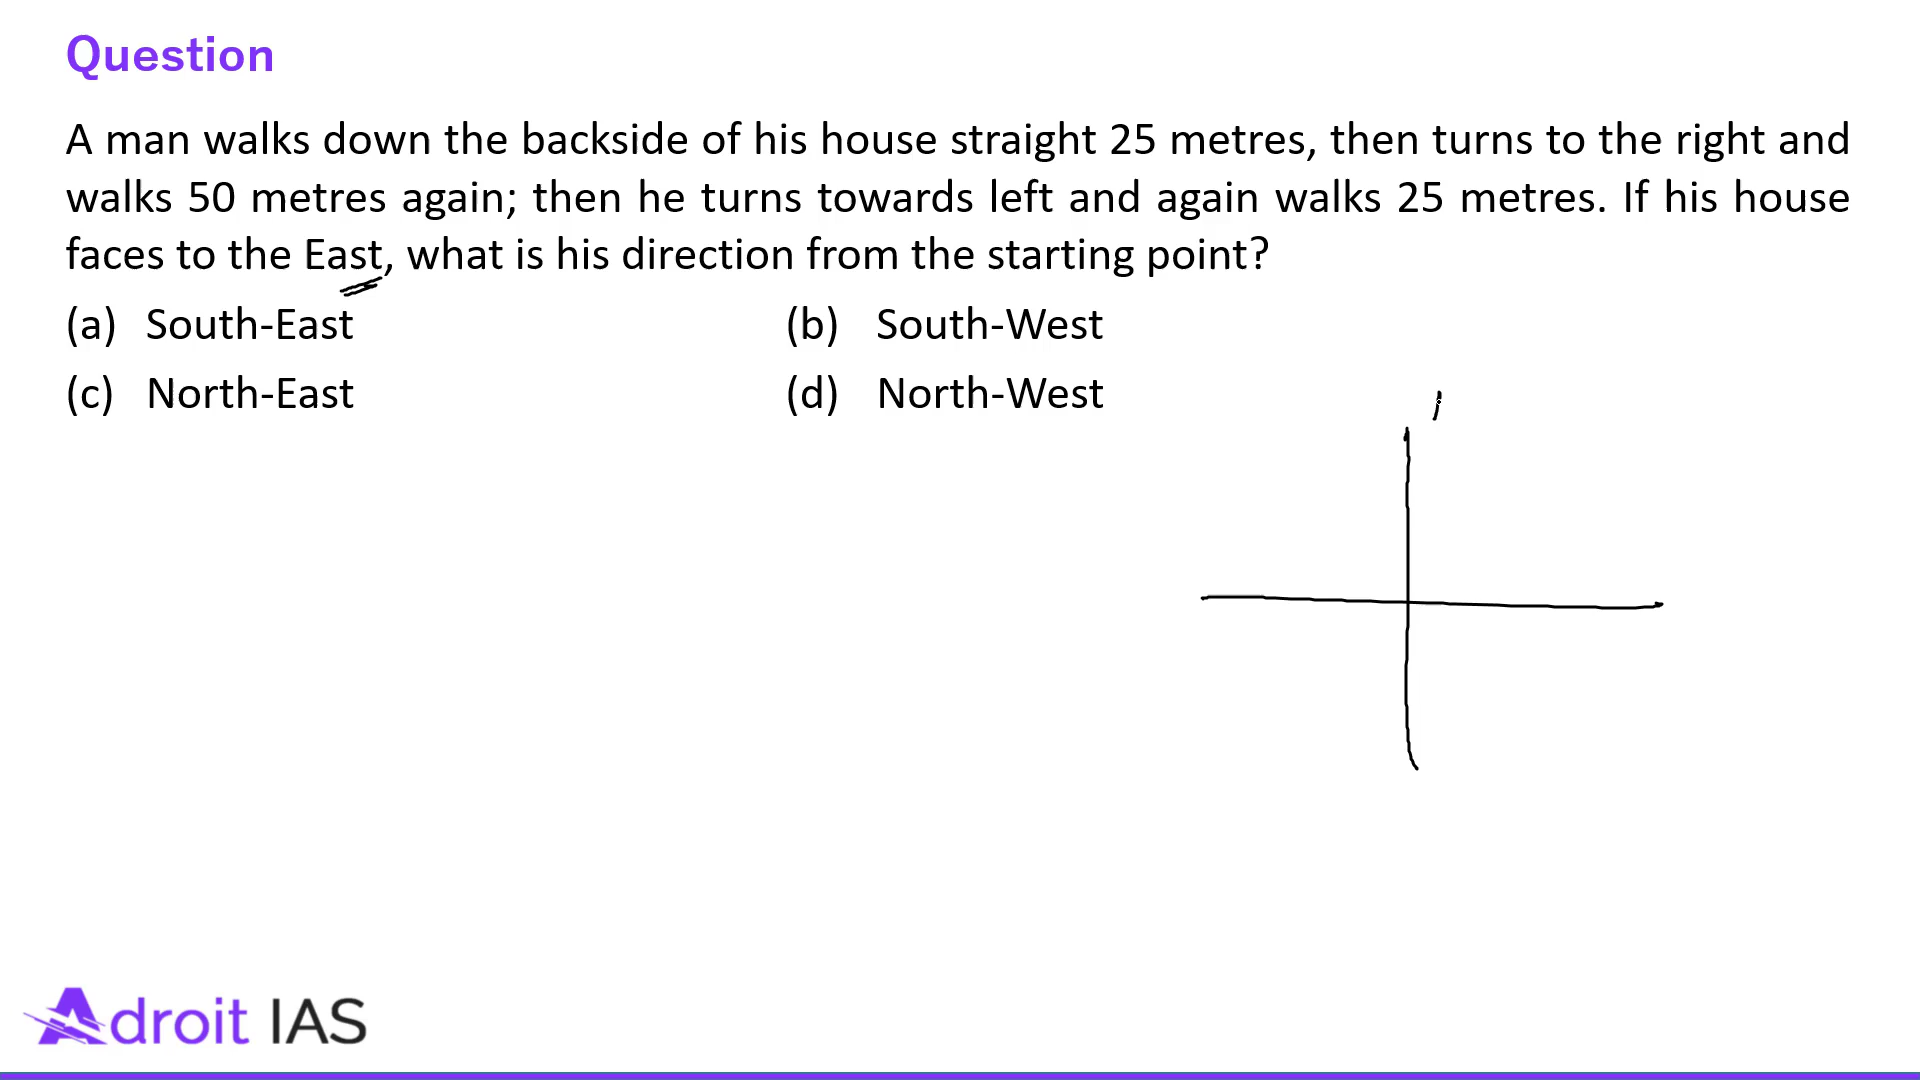 Question
A man walks down the backside of his house straight 25 metres, then turns to the right and
walks 50 metres again; then he turns towards left and again walks 25 metres. If his house
faces to the East, what is his direction from the starting point?
(a) South-East (b) South-West
(c) North-East (d) North-West
Adroit IAS